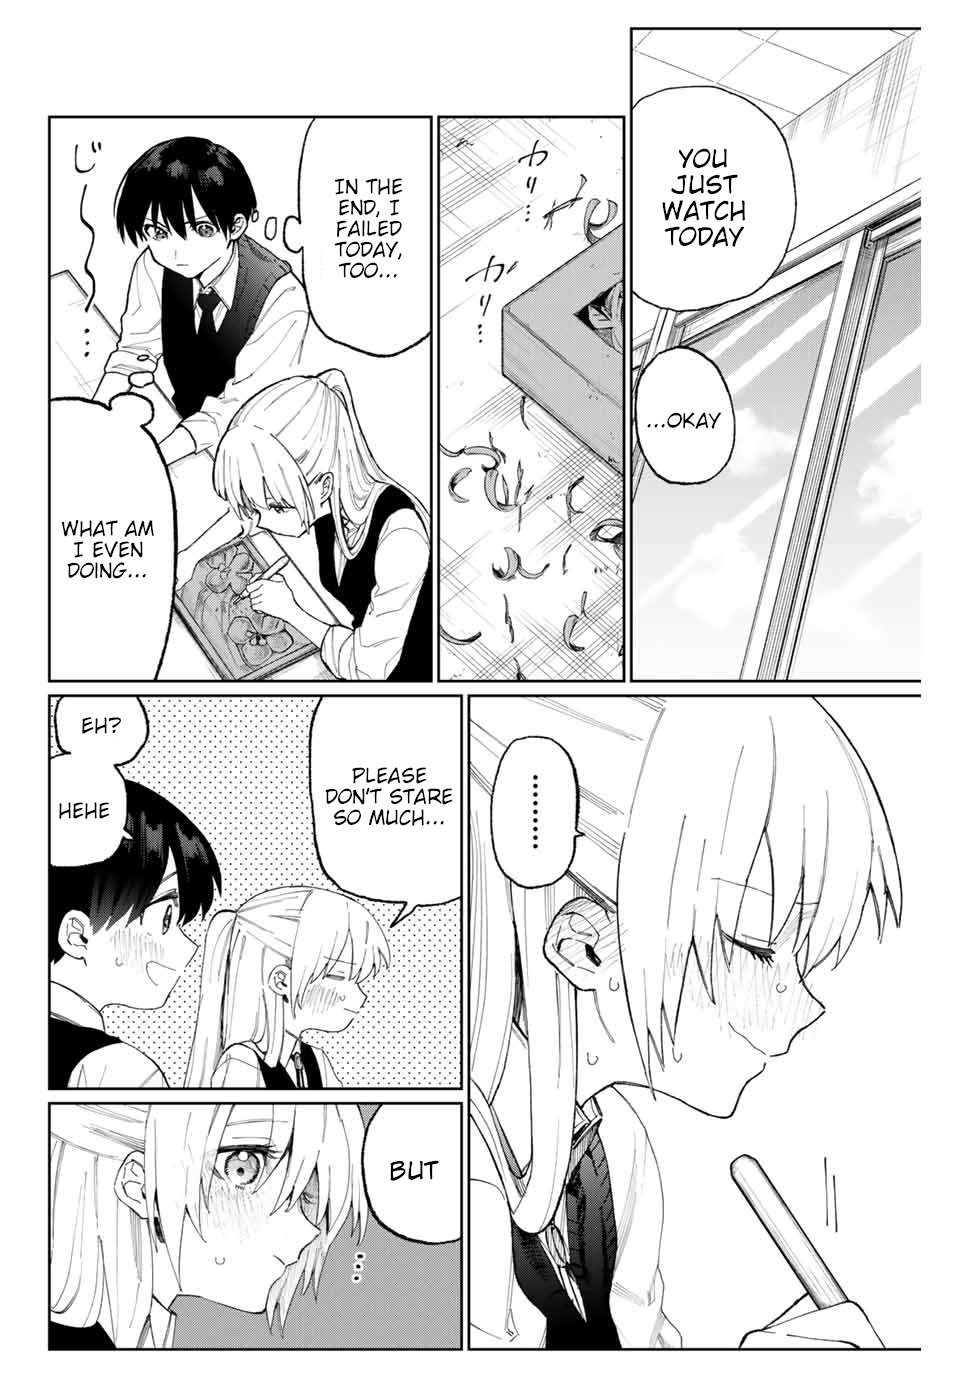 YOU
JUST
WATCH
TODAY
...OKAY
カリ...
カリ...
IN THE
END, I
FAILED
TODAY,
TOO...
じー
...
WHAT AM
I EVEN
DOING...
.........
PLEASE
DON'T STARE
SO MUCH...
EH?
HEHE
BUT
...